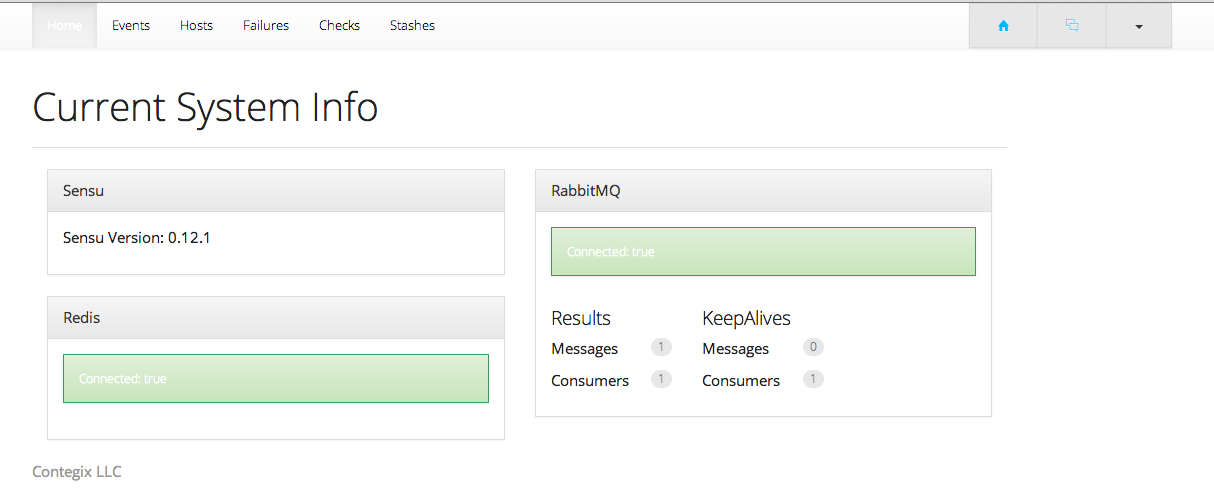 Home Events Hosts Failures Checks Stashes
Current System Info
Sensu
Sensu Version: 0.12.1
Redis
Connected: true
RabbitMQ
Connected: true
Results
Messages 1
Consumers 1
KeepAlives
Messages 0
Consumers 1
Contegix LLC